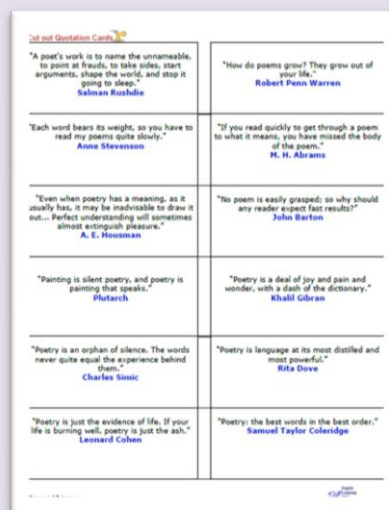 Cut out Quotation Cards
"A poet's work is to name the unnameable,
to point at frauds, to take sides, start
arguments, shape the world, and stop it
going to sleep."
Salman Rushdie
"How do poems grow? They grow out of
your life."
Robert Penn Warren
"Each word bears its weight, so you have to
read my poems quite slowly."
Anne Stevenson
"If you read quickly to get through a poem
to what it means, you have missed the body
of the poem."
M. H. Abrams
"Even when poetry has a meaning, as it
usually has, it may be inadvisable to draw it
out... Perfect understanding will sometimes
almost extinguish pleasure."
A. E. Housman
"No poem is easily grasped; so why should
any reader expect fast results?"
John Barton
"Painting is silent poetry, and poetry is
painting that speaks."
Plutarch
"Poetry is a deal of joy and pain and
wonder, with a dash of the dictionary."
Khalil Gibran
"Poetry is an orphan of silence. The words
never quite equal the experience behind
them."
Charles Simic
"Poetry is language at its most distilled and
most powerful."
Rita Dove
"Poetry is just the evidence of life. If your
life is burning well, poetry is just the ash."
Leonard Cohen
"Poetry: the best words in the best order."
Samuel Taylor Coleridge